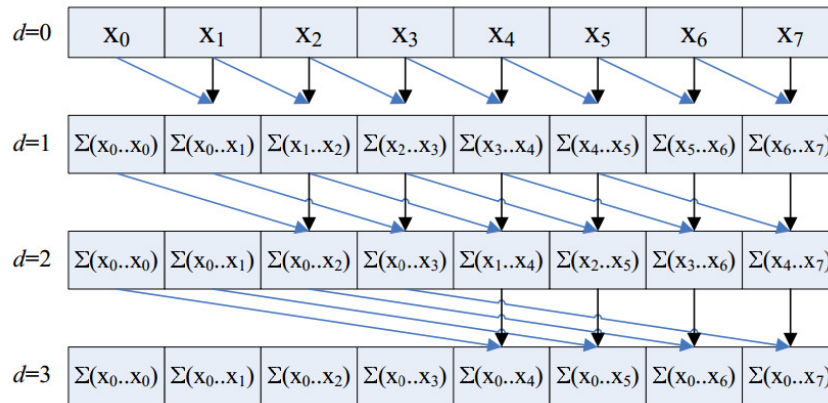 d=0 x₀ x₁ x₂ x₃ x₄ x₅ x₆ x₇
d=1 Σ(x₀..x₀) Σ(x₀..x₁) Σ(x₁..x₂) Σ(x₂..x₃) Σ(x₃..x₄) Σ(x₄..x₅) Σ(x₅..x₆) Σ(x₆..x₇)
d=2 Σ(x₀..x₀) Σ(x₀..x₁) Σ(x₀..x₂) Σ(x₀..x₃) Σ(x₁..x₄) Σ(x₂..x₅) Σ(x₃..x₆) Σ(x₄..x₇)
d=3 Σ(x₀..x₀) Σ(x₀..x₁) Σ(x₀..x₂) Σ(x₀..x₃) Σ(x₀..x₄) Σ(x₀..x₅) Σ(x₀..x₆) Σ(x₀..x₇)